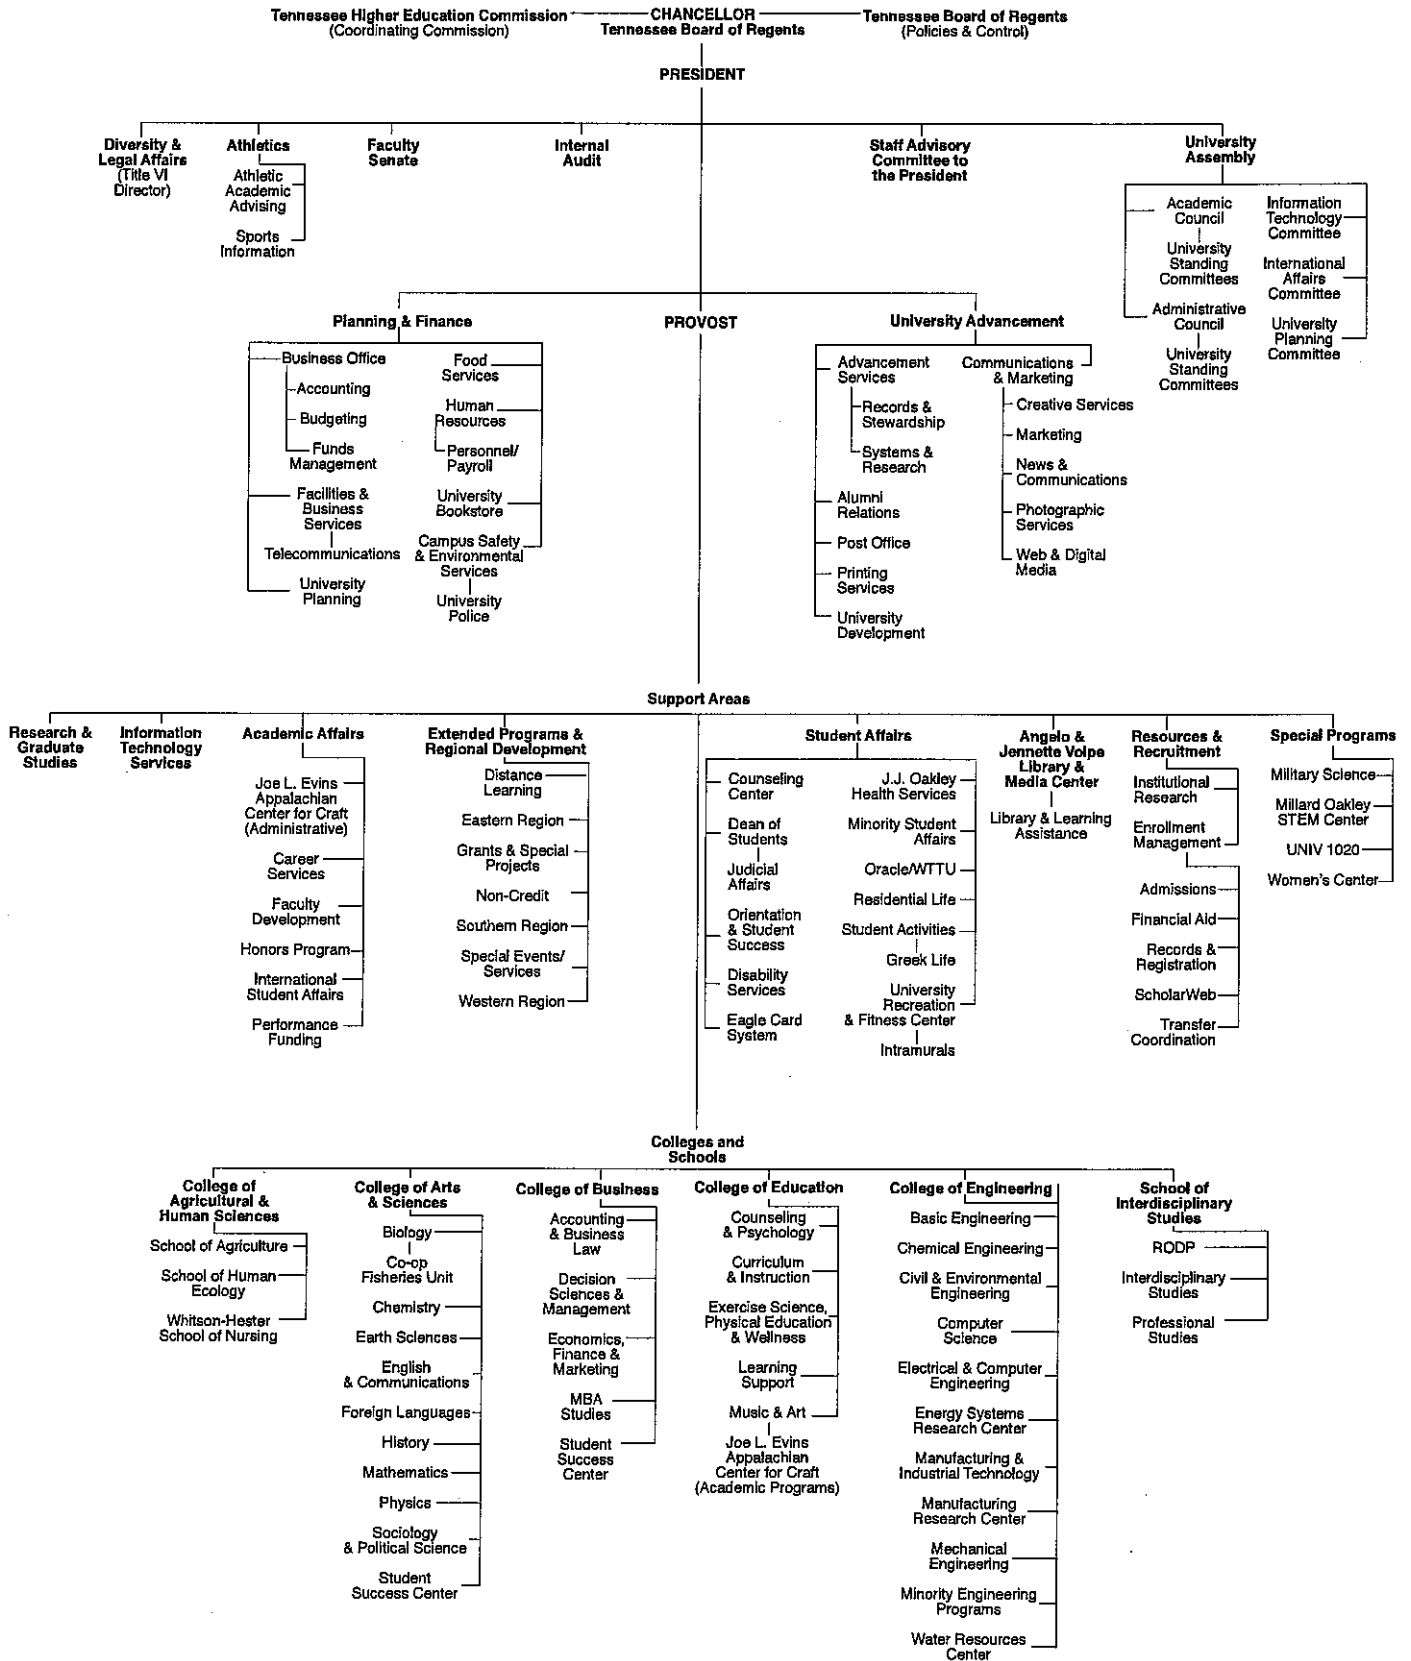 Tennessee Higher Education Commission
(Coordinating Commission)
CHANCELLOR
Tennessee Board of Regents
Tennessee Board of Regents
(Policies & Control)
PRESIDENT
Diversity &
Legal Affairs
(Title VI
Director)
Athletics
Athletic
Academic
Advising
Sports
Information
Faculty
Senate
Internal
Audit
Staff Advisory
Committee to
the President
University
Assembly
Academic
Council
University
Standing
Committees
Administrative
Council
University
Standing
Committees
Information
Technology
Committee
International
Affairs
Committee
University
Planning
Committee
Planning & Finance
Business Office
Accounting
Budgeting
Funds
Management
Facilities &
Business
Services
Telecommunications
University
Planning
Food
Services
Human
Resources
Personnel/
Payroll
University
Bookstore
Campus Safety
& Environmental
Services
University
Police
PROVOST
University Advancement
Advancement
Services
Records &
Stewardship
Systems &
Research
Alumni
Relations
Post Office
Printing
Services
University
Development
Communications
& Marketing
Creative Services
Marketing
News &
Communications
Photographic
Services
Web & Digital
Media
Support Areas
Research &
Graduate
Studies
Information
Technology
Services
Academic Affairs
Joe L. Evins
Appalachian
Center for Craft
(Administrative)
Career
Services
Faculty
Development
Honors Program
International
Student Affairs
Performance
Funding
Extended Programs &
Regional Development
Distance
Learning
Eastern Region
Grants & Special
Projects
Non-Credit
Southern Region
Special Events/
Services
Western Region
Student Affairs
Counseling
Center
Dean of
Students
Judicial
Affairs
Orientation
& Student
Success
Disability
Services
Eagle Card
System
J.J. Oakley
Health Services
Minority Student
Affairs
Oracle/WTTU
Residential Life
Student Activities
Greek Life
University
Recreation
& Fitness Center
Intramurals
Angelo &
Jennette Volpe
Library &
Media Center
Library & Learning
Assistance
Resources &
Recruitment
Institutional
Research
Enrollment
Management
Admissions
Financial Aid
Records &
Registration
ScholarWeb
Transfer
Coordination
Special Programs
Military Science
Millard Oakley
STEM Center
UNIV 1020
Women's Center
Colleges and
Schools
College of
Agricultural &
Human Sciences
School of Agriculture
School of Human
Ecology
Whitson-Hester
School of Nursing
College of Arts
& Sciences
Biology
Co-op
Fisheries Unit
Chemistry
Earth Sciences
English
& Communications
Foreign Languages
History
Mathematics
Physics
Sociology
& Political Science
Student
Success Center
College of Business
Accounting
& Business
Law
Decision
Sciences &
Management
Economics,
Finance &
Marketing
MBA
Studies
Student
Success
Center
College of Education
Counseling
& Psychology
Curriculum
& Instruction
Exercise Science,
Physical Education
& Wellness
Learning
Support
Music & Art
Joe L. Evins
Appalachian
Center for Craft
(Academic Programs)
College of Engineering
Basic Engineering
Chemical Engineering
Civil & Environmental
Engineering
Computer
Science
Electrical & Computer
Engineering
Energy Systems
Research Center
Manufacturing &
Industrial Technology
Manufacturing
Research Center
Mechanical
Engineering
Minority Engineering
Programs
Water Resources
Center
School of
Interdisciplinary
Studies
RODP
Interdisciplinary
Studies
Professional
Studies